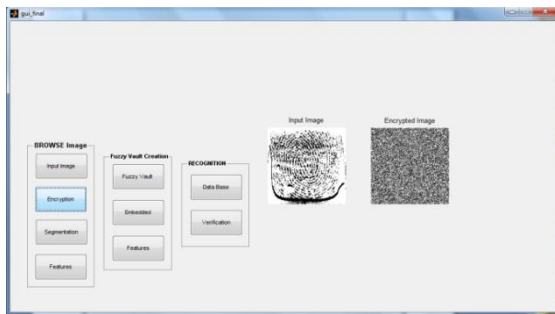 gui_final
Input Image
Encrypted Image
BROWSE Image
Input Image
Encryption
Segmentation
Features
Fuzzy Vault Creation
Fuzzy Vault
Embedded
Features
RECOGNITION
Data Base
Verification